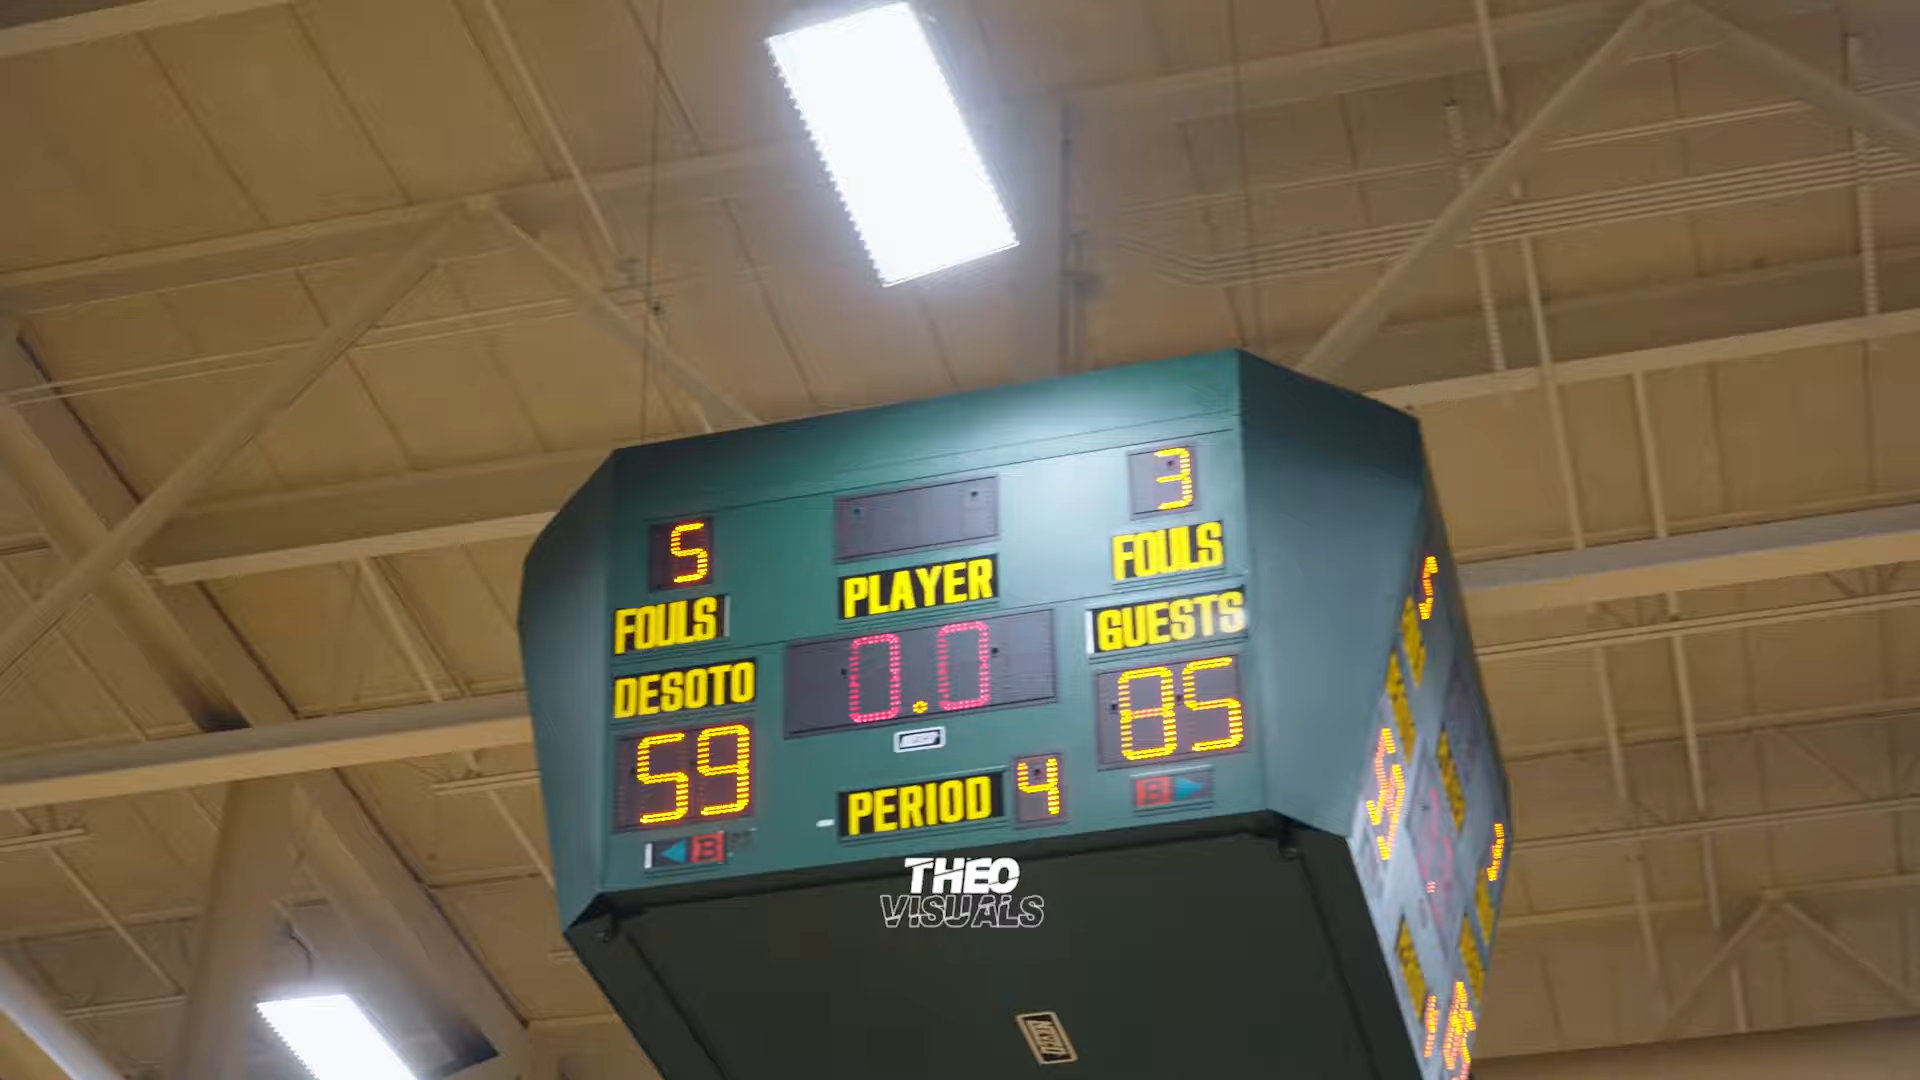 5
3
FOULS
PLAYER
FOULS
DESOTO
0.0
GUESTS
59
85
PERIOD 4
B
B
THEO
VISUALS